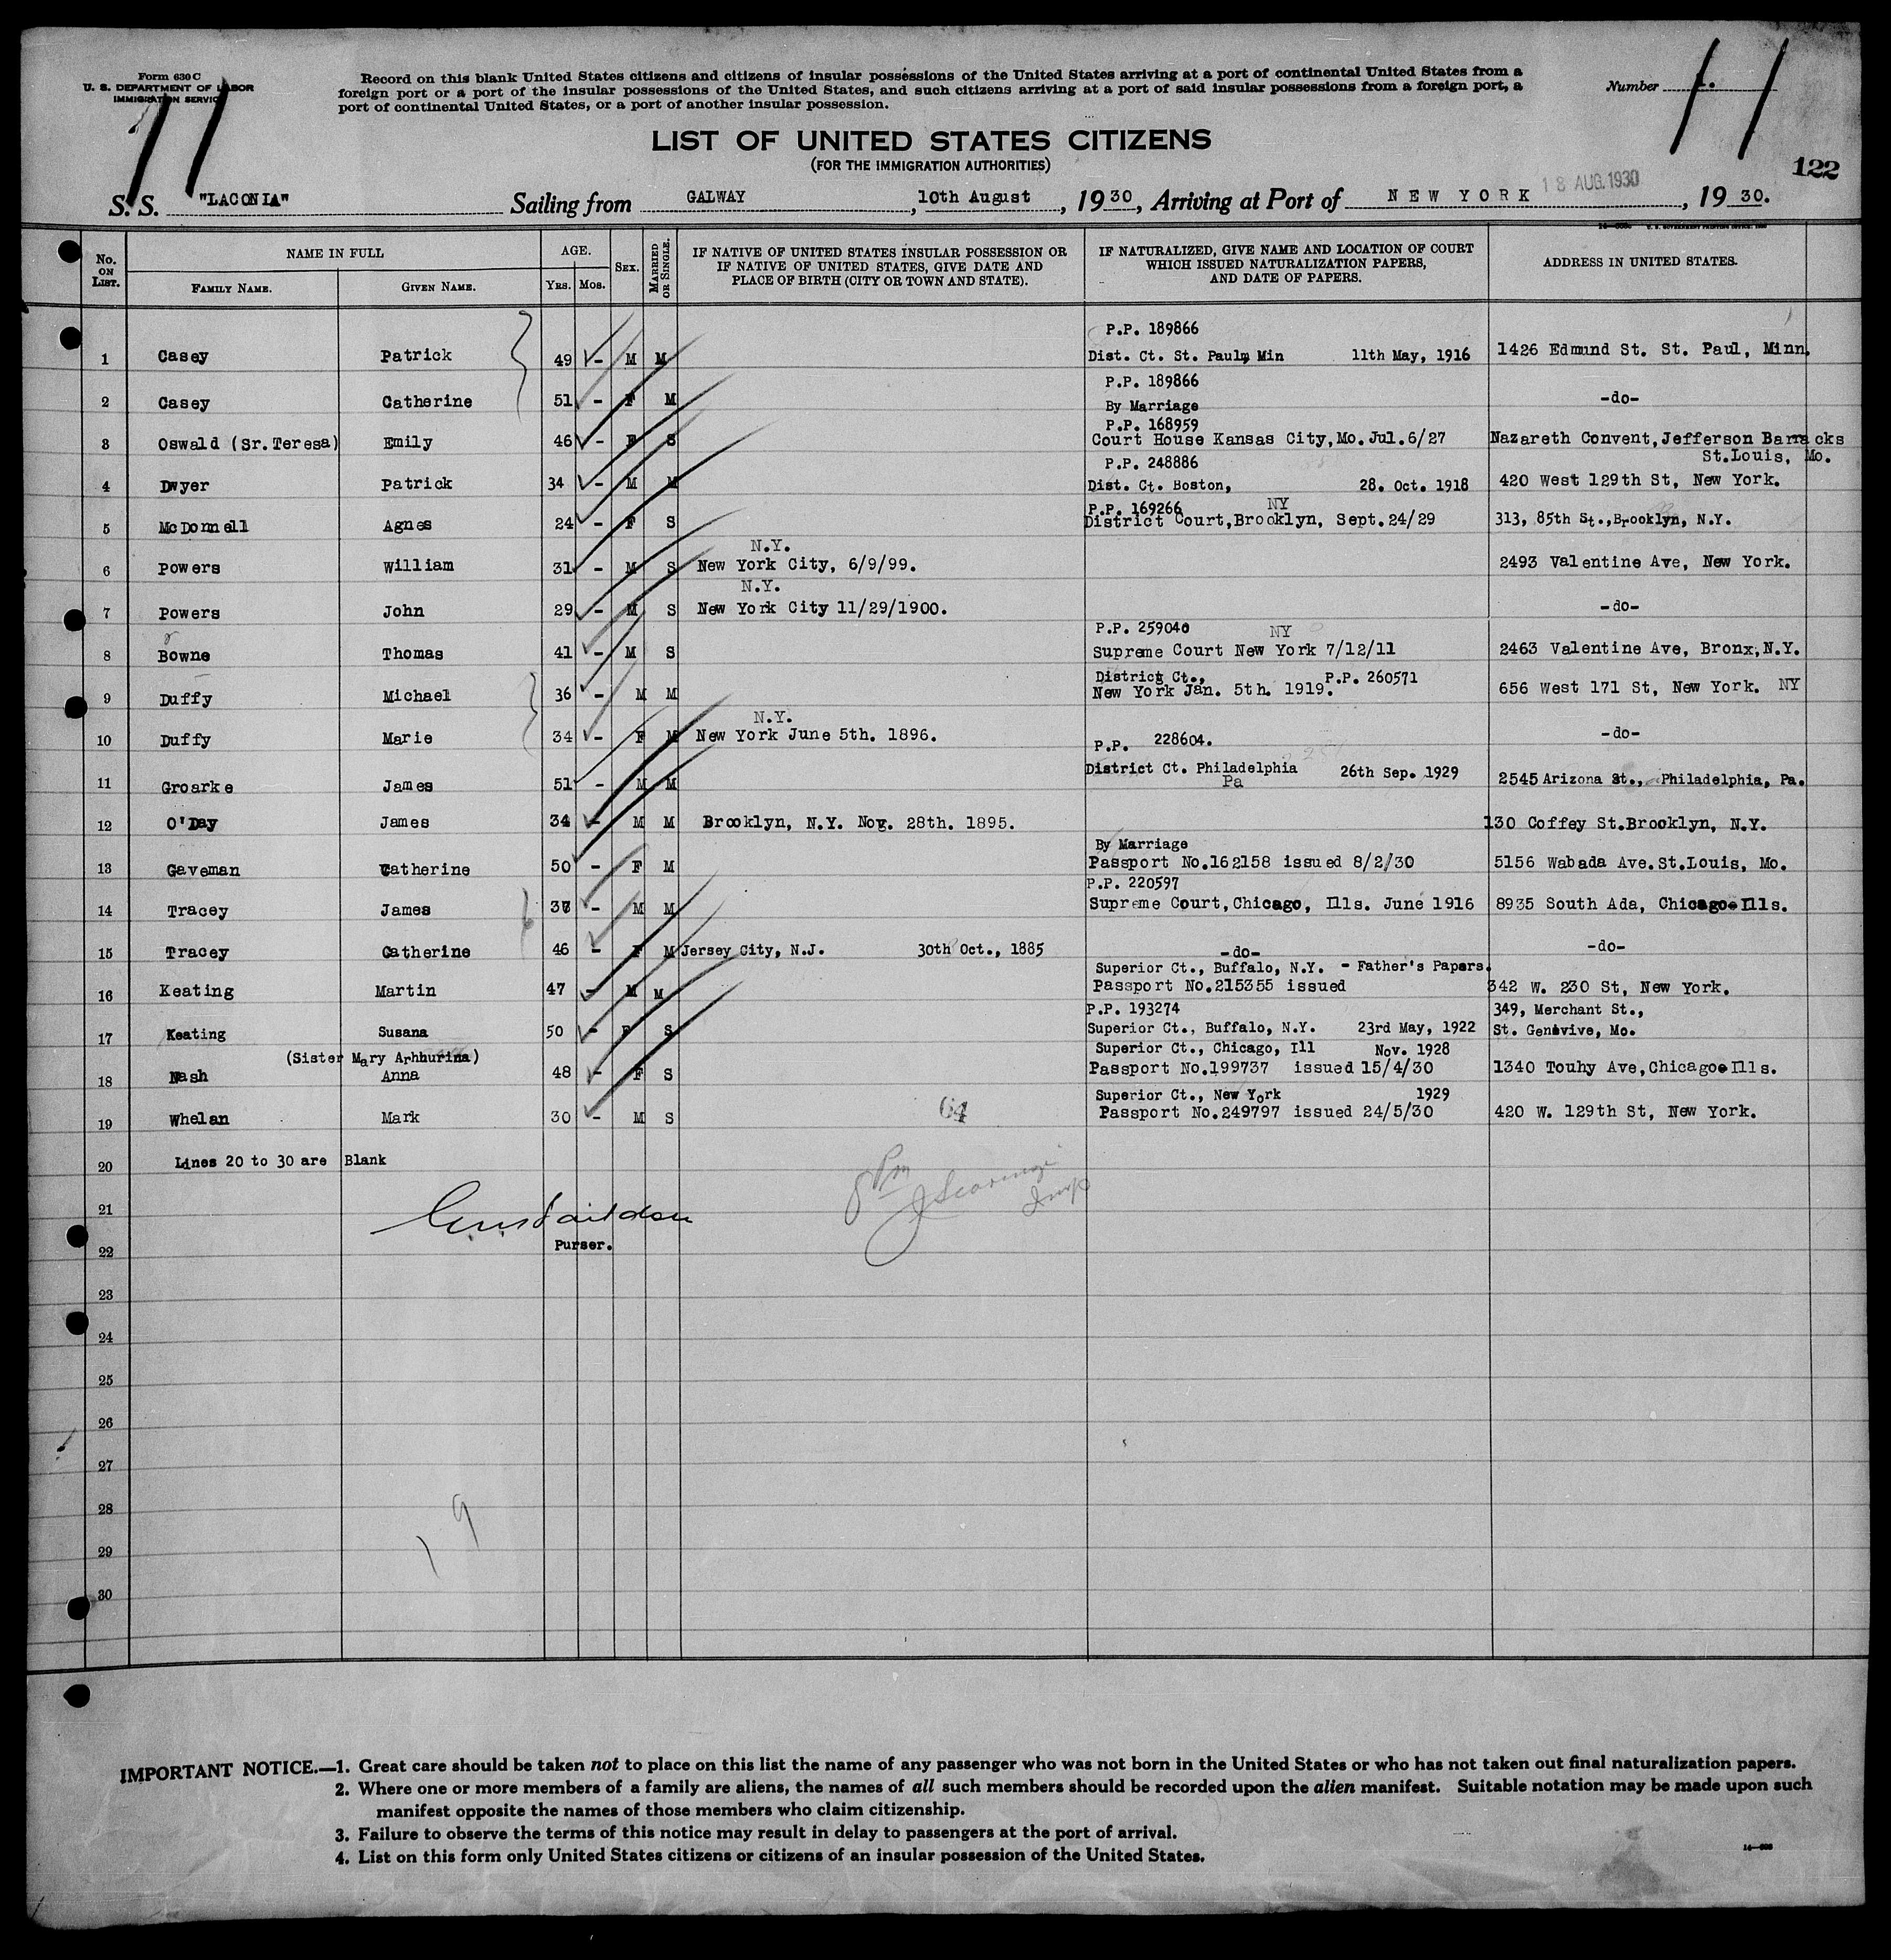 Form 630 C
U. S. DEPARTMENT OF LABOR
IMMIGRATION SERVICE
Record on this blank United States citizens and citizens of insular possessions of the United States arriving at a port of continental United States from a
foreign port or a port of the insular possessions of the United States, and such citizens arriving at a port of said insular possessions from a foreign port, a
port of continental United States, or a port of another insular possession.
Number
LIST OF UNITED STATES CITIZENS
(FOR THE IMMIGRATION AUTHORITIES)
122
18 AUG. 1930
S. S. "LACONIA" Sailing from GALWAY, 10th August, 1930, Arriving at Port of NEW YORK, 1930.
No. ON LIST. NAME IN FULL FAMILY NAME. GIVEN NAME. AGE. YRS. MOS. SEX. MARRIED OR SINGLE. IF NATIVE OF UNITED STATES INSULAR POSSESSION OR IF NATIVE OF UNITED STATES, GIVE DATE AND PLACE OF BIRTH (CITY OR TOWN AND STATE). IF NATURALIZED, GIVE NAME AND LOCATION OF COURT WHICH ISSUED NATURALIZATION PAPERS, AND DATE OF PAPERS. ADDRESS IN UNITED STATES.
P.P. 189866
1 Casey Patrick 49 - M M Dist. Ct. St. Paul, Min 11th May, 1916 1426 Edmund St. St. Paul, Minn.
P.P. 189866
2 Casey Catherine 51 - F M By Marriage -do-
P.P. 168959
3 Oswald (Sr.Teresa) Emily 46 - F S Court House Kansas City, Mo. Jul.6/27 Nazareth Convent, Jefferson Barracks
St.Louis, Mo.
P.P. 248886
4 Dwyer Patrick 34 - M M Dist. Ct. Boston, 28. Oct. 1918 420 West 129th St, New York.
P.P. 169266 NY
5 McDonnell Agnes 24 - F S District Court, Brooklyn, Sept. 24/29 313, 85th St., Brooklyn, N.Y.
N.Y.
6 Powers William 31 - M S New York City, 6/9/99. 2493 Valentine Ave, New York.
N.Y.
7 Powers John 29 - M S New York City 11/29/1900. -do-
P.P. 259040 NY
8 Bowne Thomas 41 - M S Supreme Court New York 7/12/11 2463 Valentine Ave, Bronx, N.Y.
District Ct., P.P. 260571
9 Duffy Michael 36 - M M New York Jan. 5th. 1919. 656 West 171 St, New York. NY
N.Y.
10 Duffy Marie 34 - F M New York June 5th. 1896. -do-
P.P. 228604.
11 Groarke James 51 - M M District Ct. Philadelphia 26th Sep. 1929 2545 Arizona St., Philadelphia, Pa.
Pa
12 O'Day James 34 - M M Brooklyn, N.Y. Nov. 28th. 1895. 130 Coffey St. Brooklyn, N.Y.
By Marriage
13 Gaveman Catherine 50 - F M Passport No.162158 issued 8/2/30 5156 Wabada Ave. St.Louis, Mo.
P.P. 220597
14 Tracey James - M M Supreme Court, Chicago, Ills. June 1916 8935 South Ada, Chicago Ills.
15 Tracey Catherine 46 - F M Jersey City, N.J. 30th Oct., 1885 -do- -do-
Superior Ct., Buffalo, N.Y. - Father's Papers.
16 Keating Martin 47 - M M Passport No.215355 issued 342 W. 230 St, New York.
P.P. 193274 349, Merchant St.,
17 Keating Susana 50 - F S Superior Ct., Buffalo, N.Y. 23rd May, 1922 St. Genevive, Mo.
(Sister Mary Arhhurina) Superior Ct., Chicago, Ill Nov. 1928
18 Nash Anna 48 - F S Passport No.199737 issued 15/4/30 1340 Touhy Ave, Chicago Ills.
Superior Ct., New York 1929
19 Whelan Mark 30 - M S Passport No.249797 issued 24/5/30 420 W. 129th St, New York.
64
20 Lines 20 to 30 are Blank
21
22 Purser.
23
24
25
26
27
28
19
29
30
IMPORTANT NOTICE.—1. Great care should be taken not to place on this list the name of any passenger who was not born in the United States or who has not taken out final naturalization papers.
2. Where one or more members of a family are aliens, the names of all such members should be recorded upon the alien manifest. Suitable notation may be made upon such
manifest opposite the names of those members who claim citizenship.
3. Failure to observe the terms of this notice may result in delay to passengers at the port of arrival.
4. List on this form only United States citizens or citizens of an insular possession of the United States.